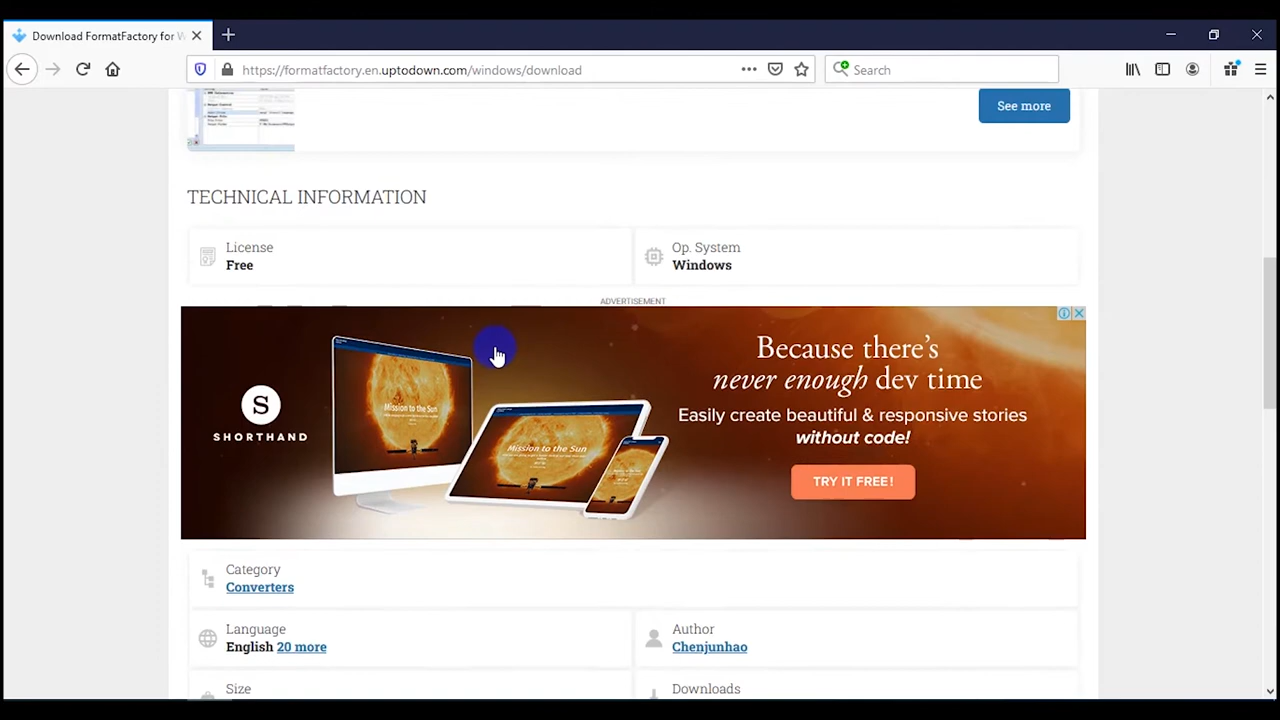 Download FormatFactory for W
https://formatfactory.en.uptodown.com/windows/download
Search
See more
TECHNICAL INFORMATION
License
Free
Op. System
Windows
ADVERTISEMENT
S
SHORTHAND
Mission to the Sun
Mission to the Sun
Because there's
never enough dev time
Easily create beautiful & responsive stories
without code!
TRY IT FREE!
Category
Converters
Language
English 20 more
Author
Chenjunhao
Size
Downloads